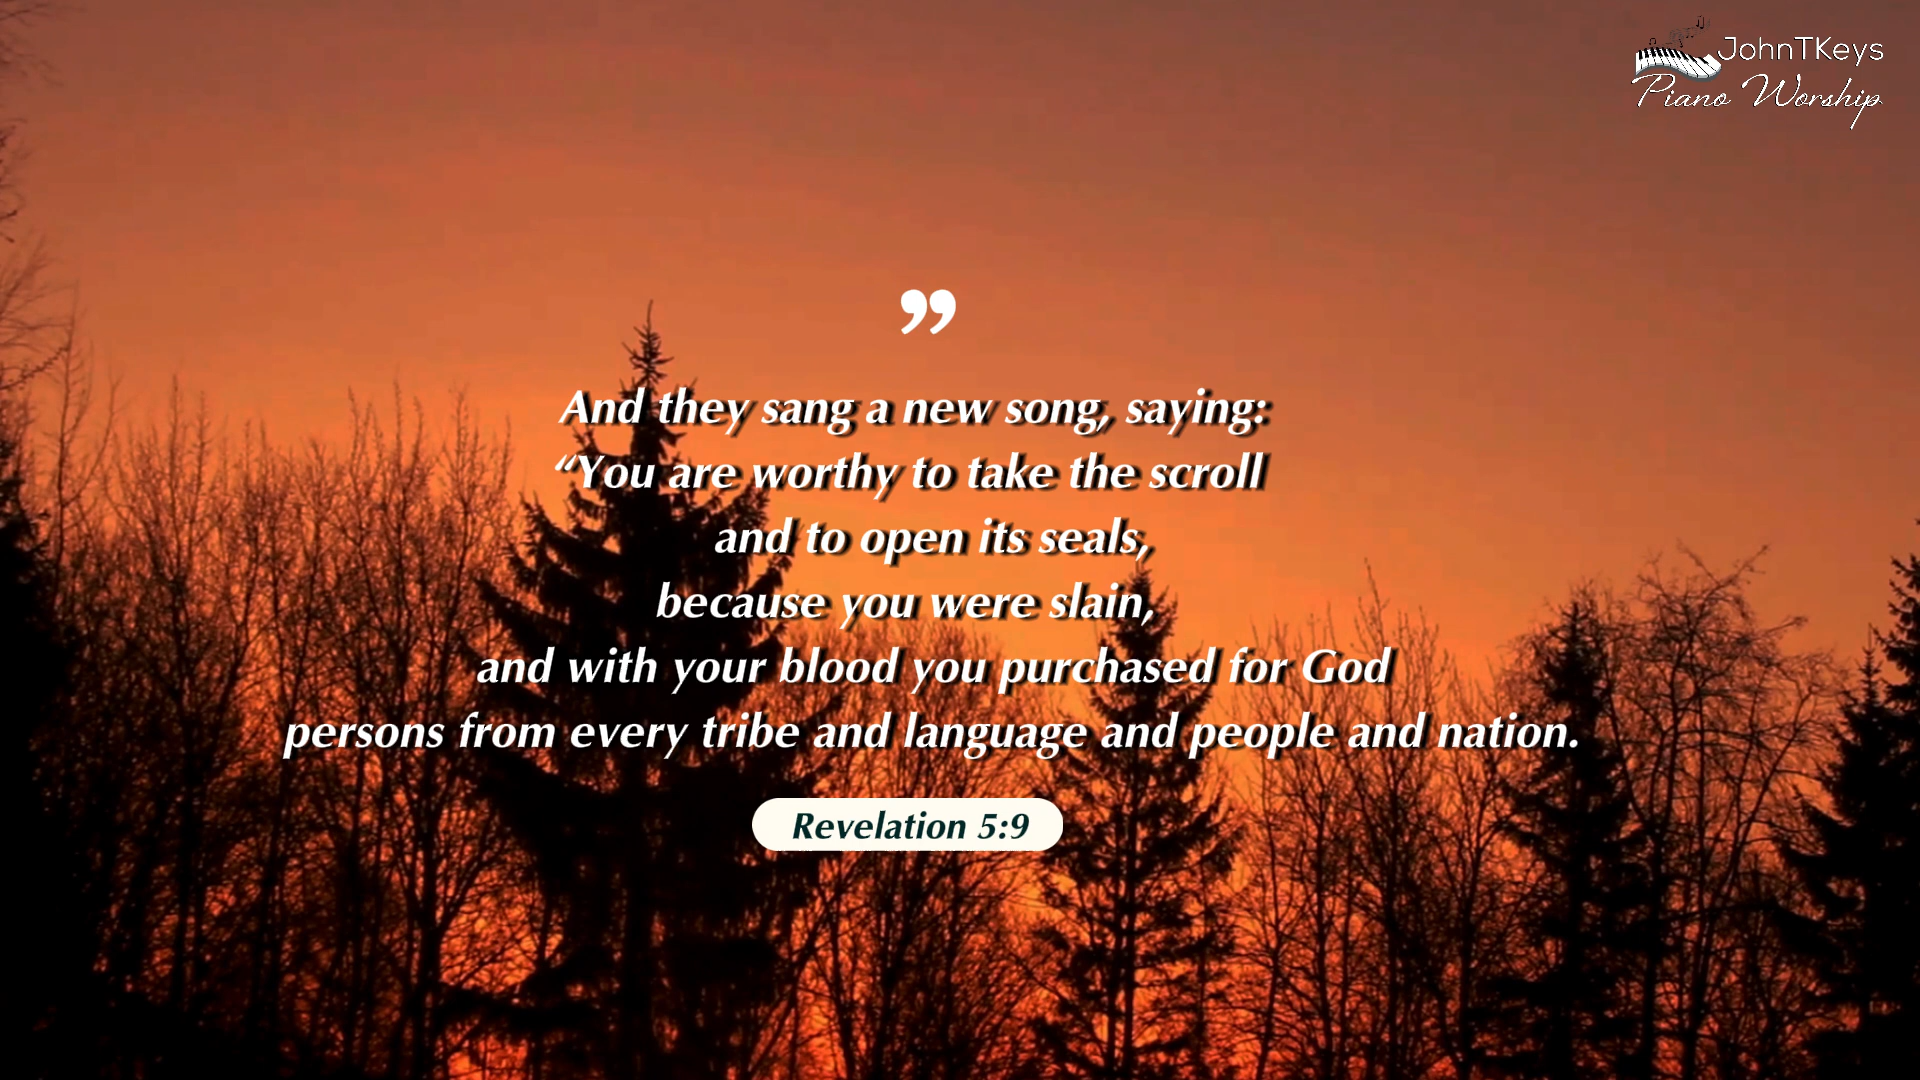 JohnTKeys
Piano Worship
”
And they sang a new song, saying:
“You are worthy to take the scroll
and to open its seals,
because you were slain,
and with your blood you purchased for God
persons from every tribe and language and people and nation.
Revelation 5:9